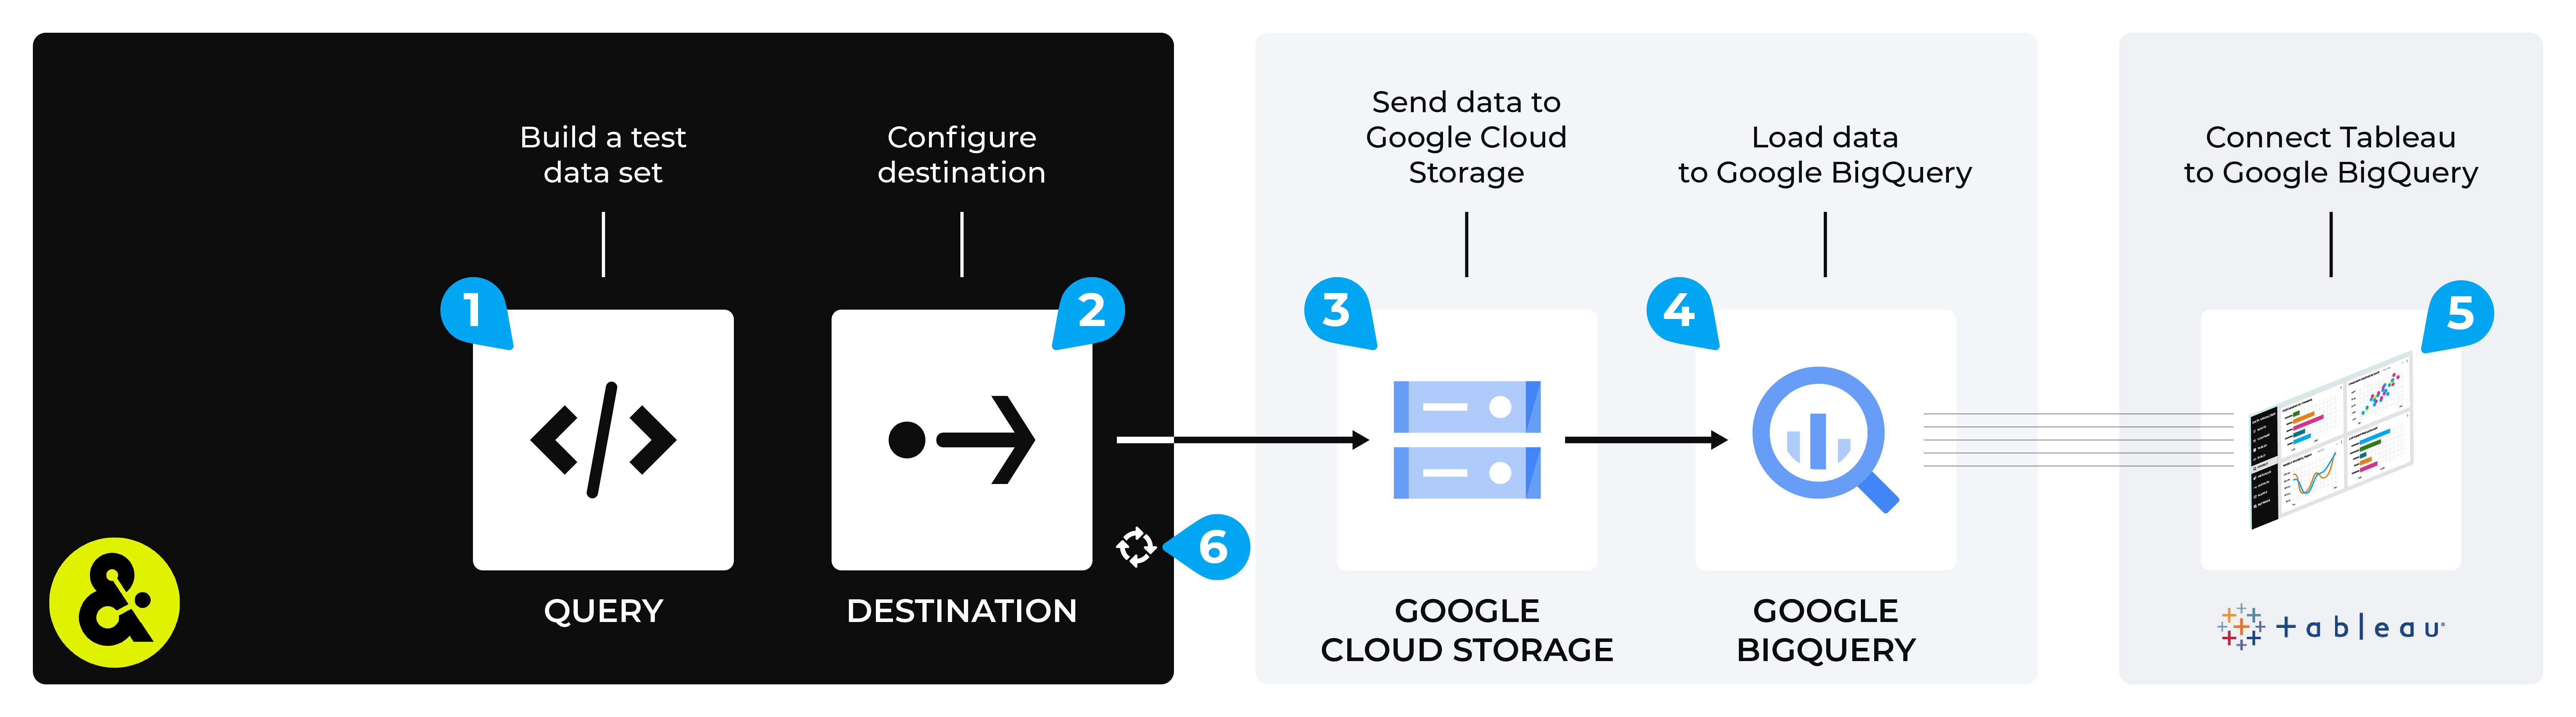 Build a test
data set
Configure
destination
Send data to
Google Cloud
Storage
Load data
to Google BigQuery
Connect Tableau
to Google BigQuery
1
2
3
4
5
6
QUERY
DESTINATION
GOOGLE
CLOUD STORAGE
GOOGLE
BIGQUERY
+ableau